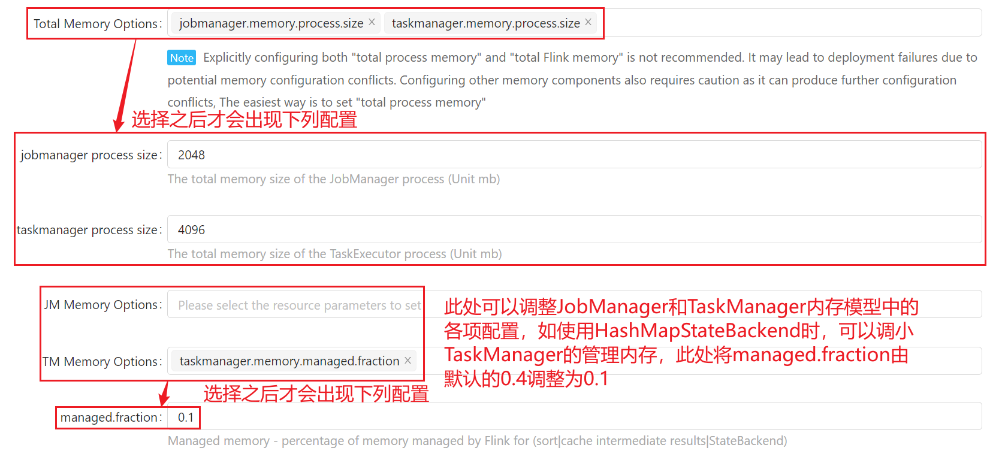 Total Memory Options: jobmanager.memory.process.size × taskmanager.memory.process.size ×
Note Explicitly configuring both "total process memory" and "total Flink memory" is not recommended. It may lead to deployment failures due to
potential memory configuration conflicts. Configuring other memory components also requires caution as it can produce further configuration
conflicts, The easiest way is to set "total process memory"
选择之后才会出现下列配置
jobmanager process size: 2048
The total memory size of the JobManager process (Unit mb)
taskmanager process size: 4096
The total memory size of the TaskExecutor process (Unit mb)
JM Memory Options: Please select the resource parameters to set
此处可以调整JobManager和TaskManager内存模型中的
各项配置，如使用HashMapStateBackend时，可以调小
TaskManager的管理内存，此处将managed.fraction由
默认的0.4调整为0.1
TM Memory Options: taskmanager.memory.managed.fraction ×
选择之后才会出现下列配置
managed.fraction: 0.1
Managed memory - percentage of memory managed by Flink for (sort|cache intermediate results|StateBackend)